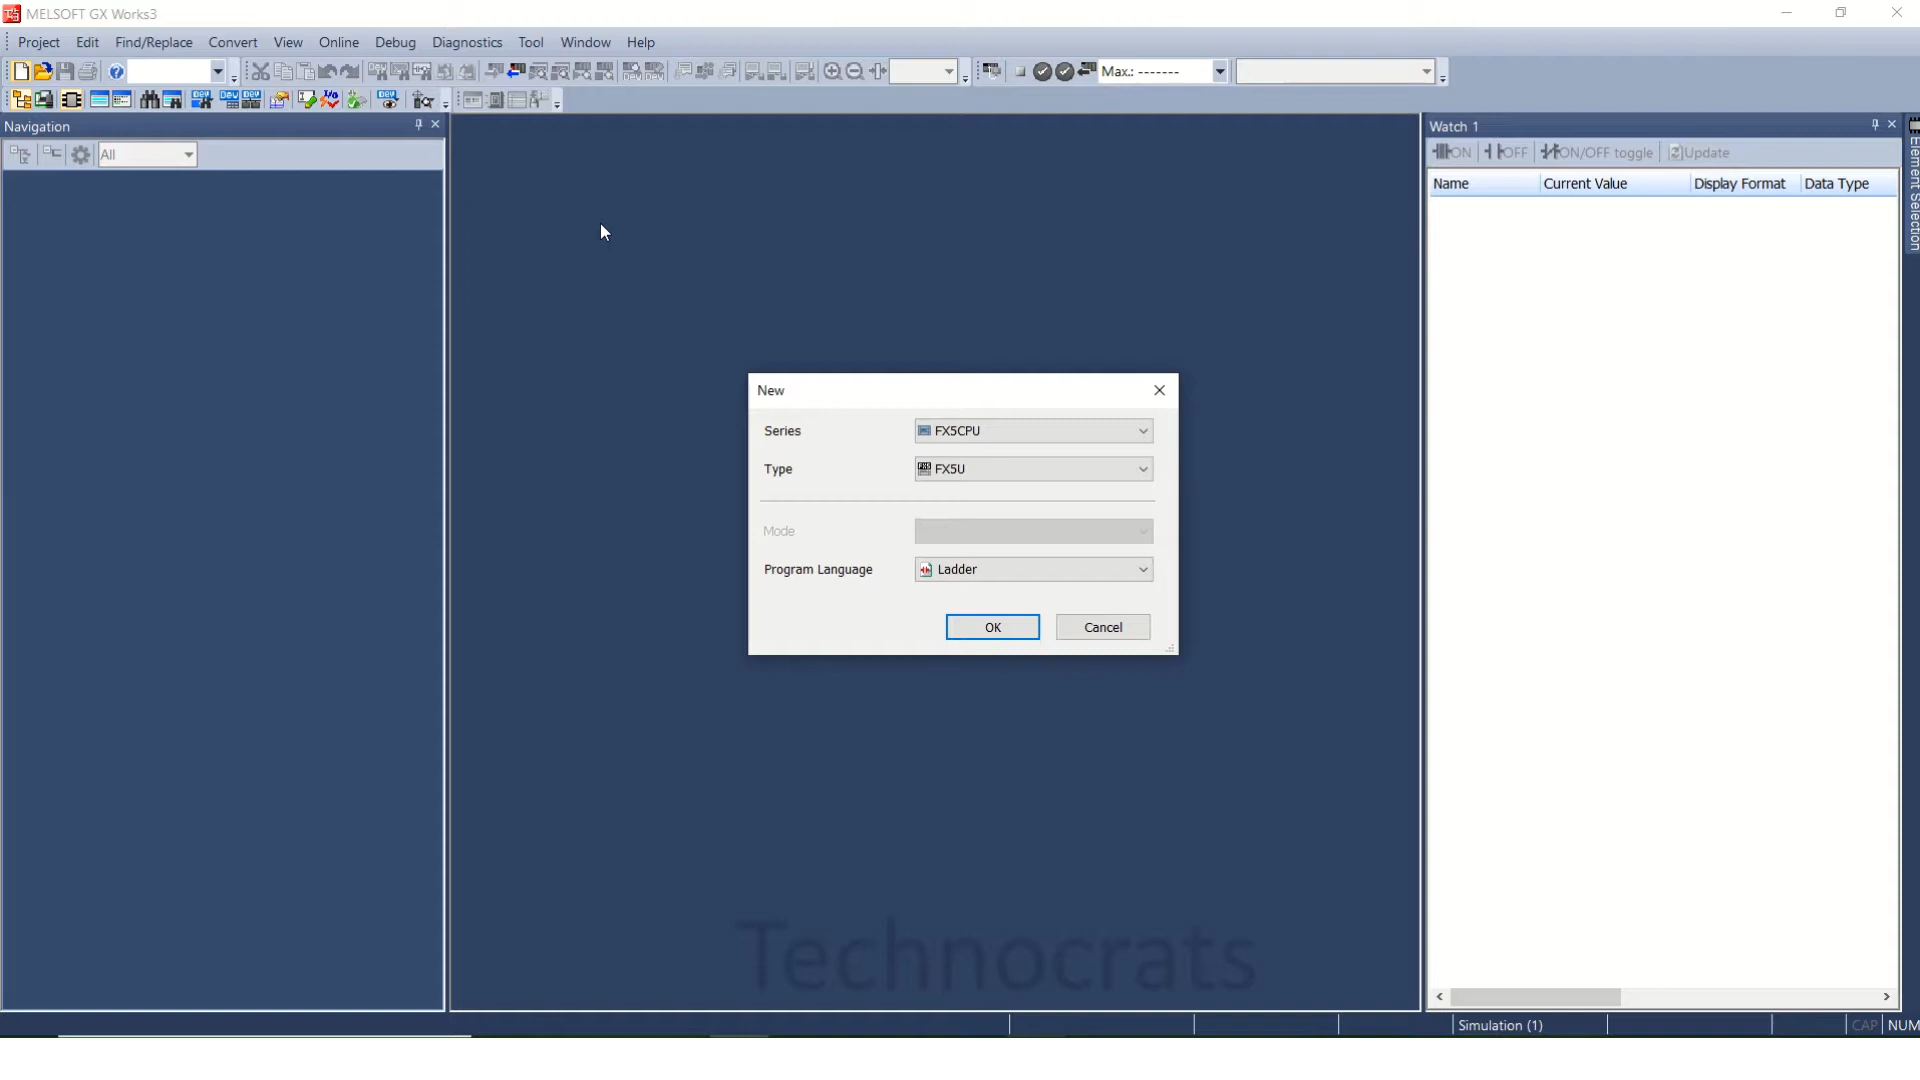 MELSOFT GX Works3
Project Edit Find/Replace Convert View Online Debug Diagnostics Tool Window Help
Max.: -------
Navigation
All
Watch 1
ON OFF ON/OFF toggle Update
Name Current Value Display Format Data Type
Element Selection
New
Series FX5CPU
Type FX5U
Mode
Program Language Ladder
OK Cancel
Technocrats
Simulation (1) CAP NUM